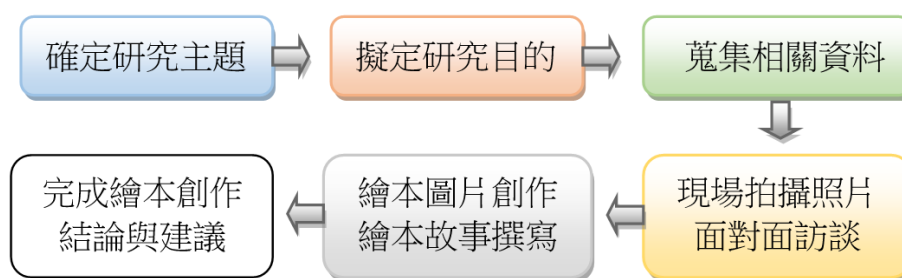 確定研究主題
擬定研究目的
蒐集相關資料
現場拍攝照片
面對面訪談
繪本圖片創作
繪本故事撰寫
完成繪本創作
結論與建議